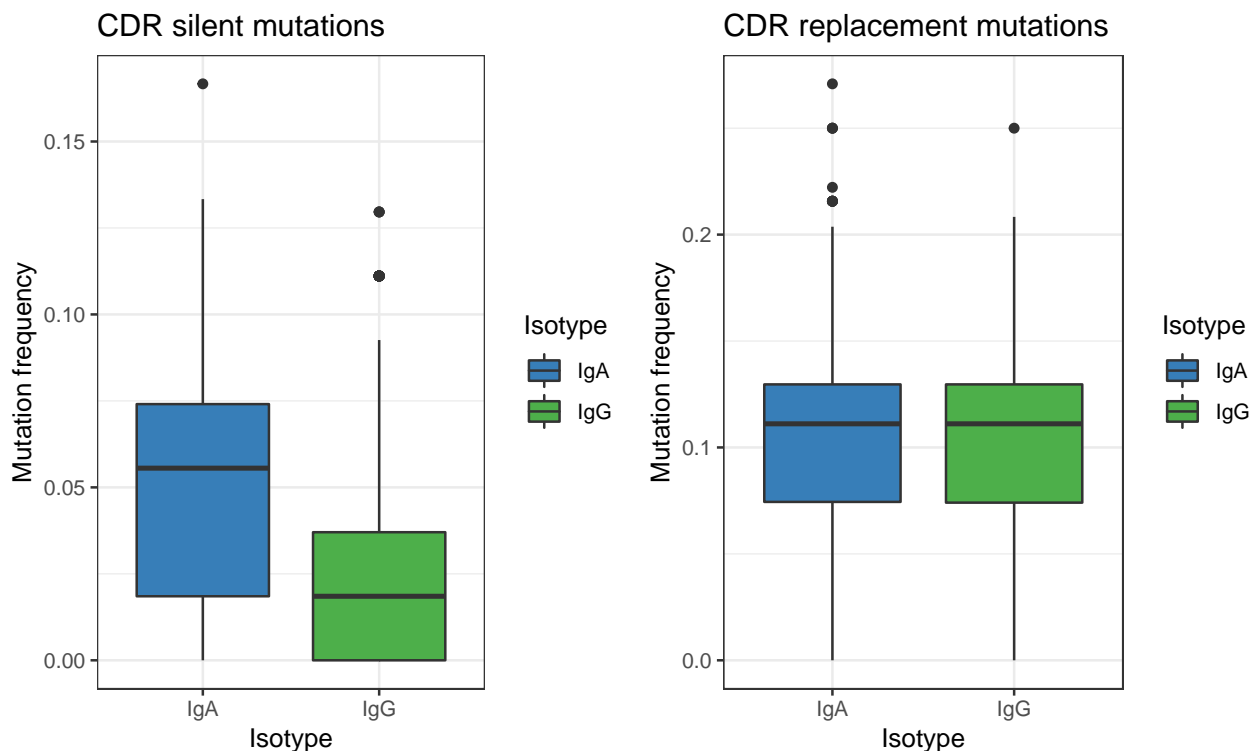 CDR silent mutations
Mutation frequency
0.15
0.10
0.05
0.00
IgA
IgG
Isotype
Isotype
IgA
IgG
CDR replacement mutations
Mutation frequency
0.2
0.1
0.0
IgA
IgG
Isotype
Isotype
IgA
IgG